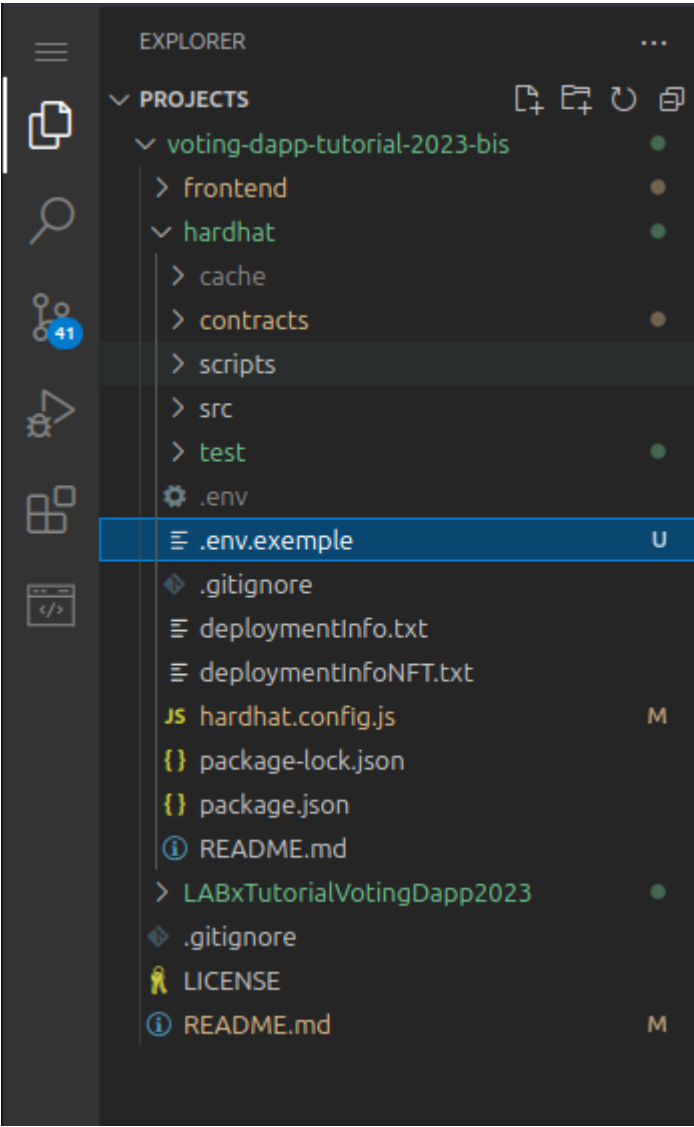 EXPLORER ...
PROJECTS
voting-dapp-tutorial-2023-bis
frontend
hardhat
cache
41
contracts
scripts
src
test
.env
.env.exemple U
.gitignore
deploymentInfo.txt
deploymentInfoNFT.txt
JS hardhat.config.js M
{} package-lock.json
{} package.json
README.md
LABxTutorialVotingDapp2023
.gitignore
LICENSE
README.md M